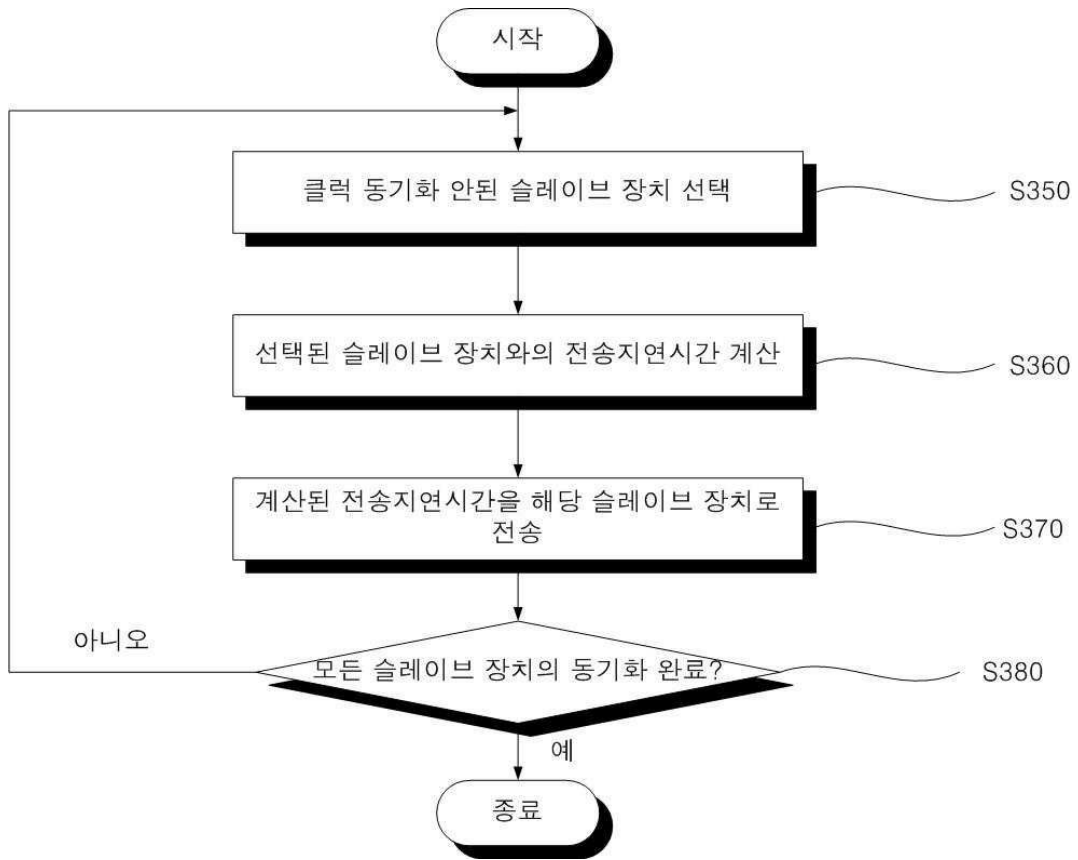 시작
클럭 동기화 안된 슬레이브 장치 선택
S350
선택된 슬레이브 장치와의 전송지연시간 계산
S360
계산된 전송지연시간을 해당 슬레이브 장치로
전송
S370
아니오
모든 슬레이브 장치의 동기화 완료?
S380
예
종료